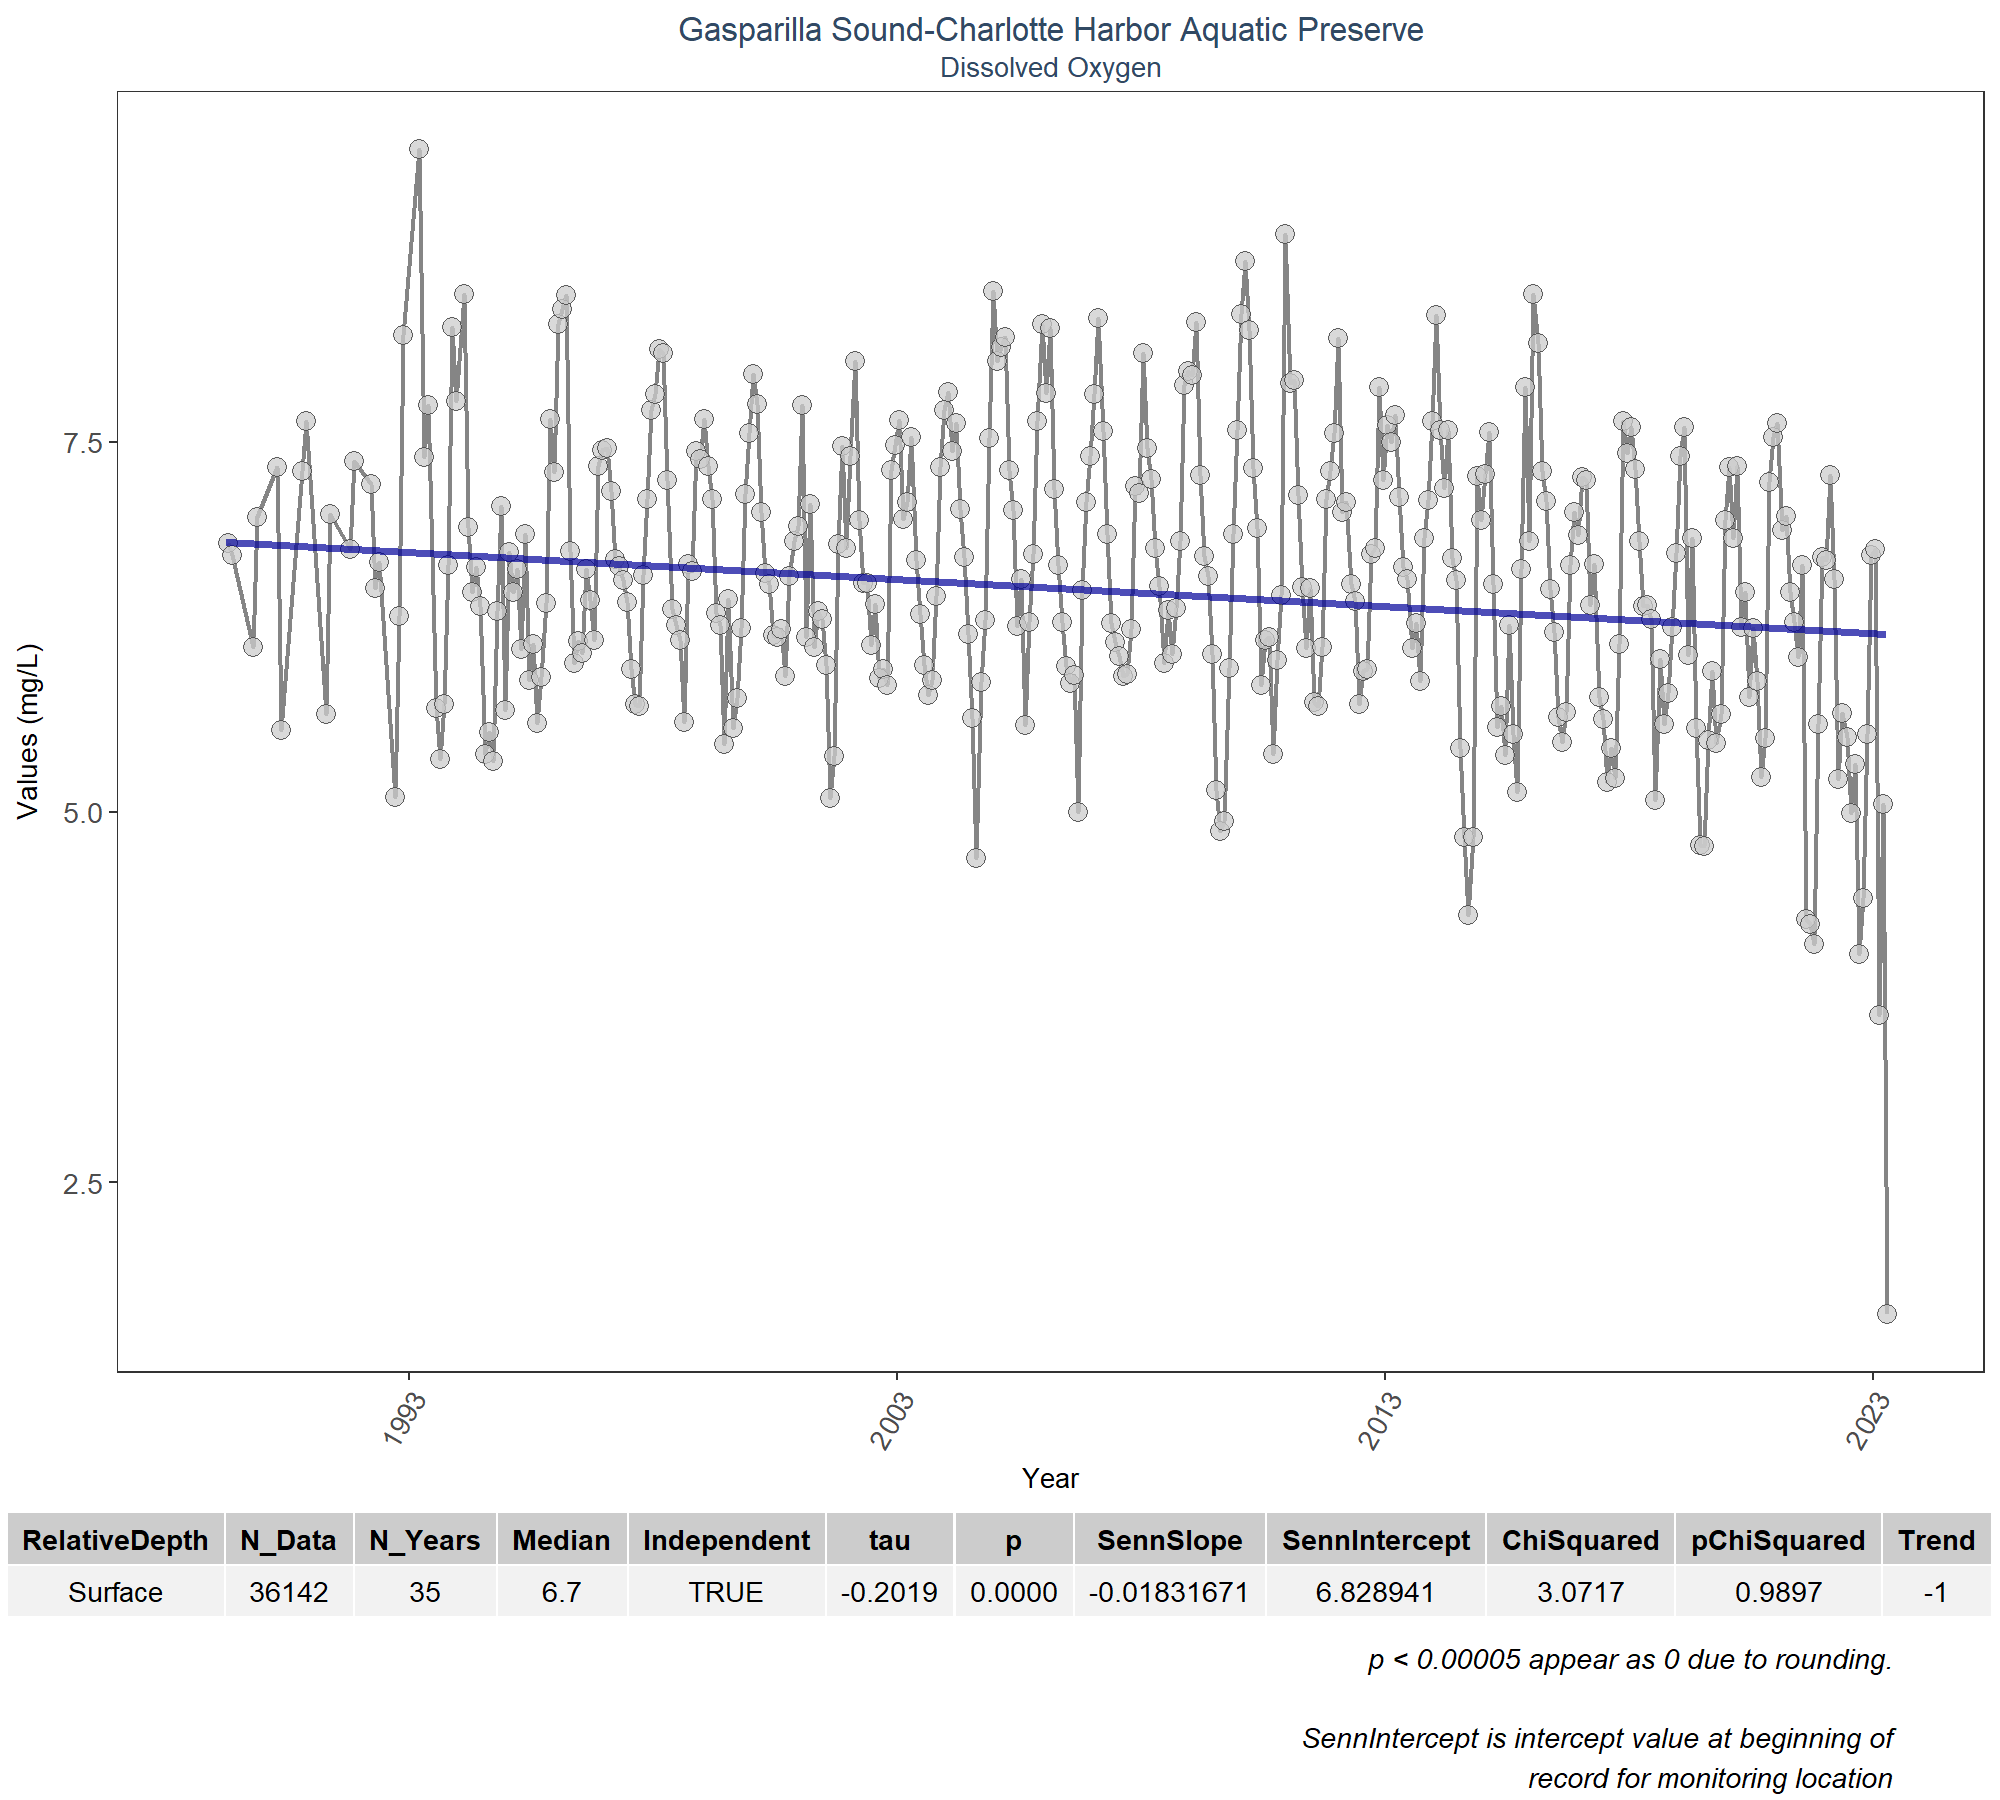 Gasparilla Sound-Charlotte Harbor Aquatic Preserve
Dissolved Oxygen
Values (mg/L)
7.5
5.0
2.5
1993
2003
2013
2023
Year
RelativeDepth N_Data N_Years Median Independent tau p SennSlope SennIntercept ChiSquared pChiSquared Trend
Surface 36142 35 6.7 TRUE -0.2019 0.0000 -0.01831671 6.828941 3.0717 0.9897 -1
p < 0.00005 appear as 0 due to rounding.
SennIntercept is intercept value at beginning of
record for monitoring location